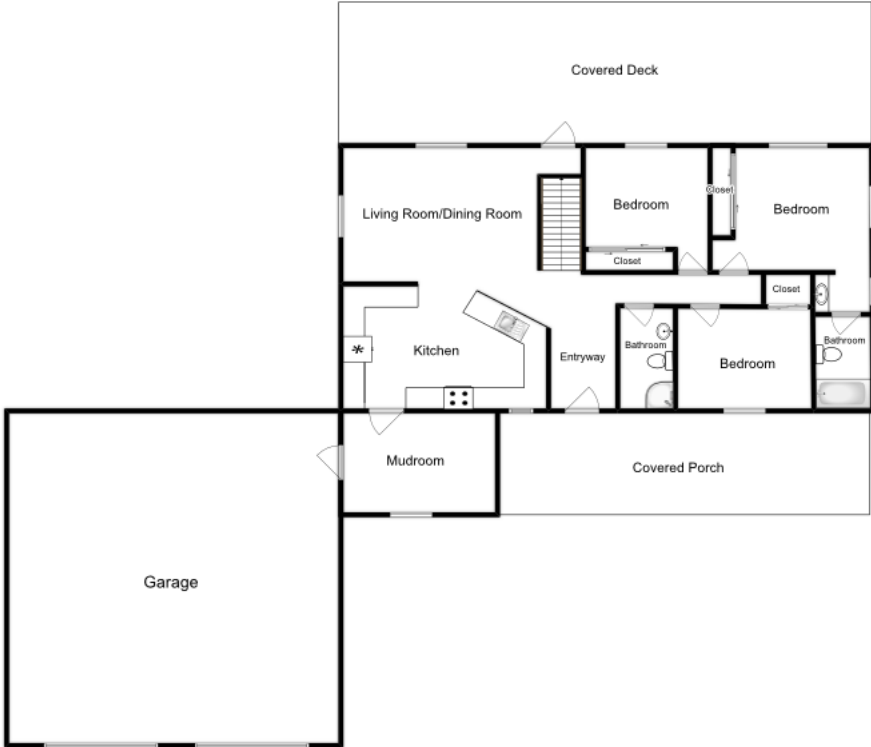 Covered Deck
Living Room/Dining Room
Bedroom
Closet
Bedroom
Closet
Closet
Kitchen
Entryway
Bathroom
Bedroom
Bathroom
Mudroom
Covered Porch
Garage